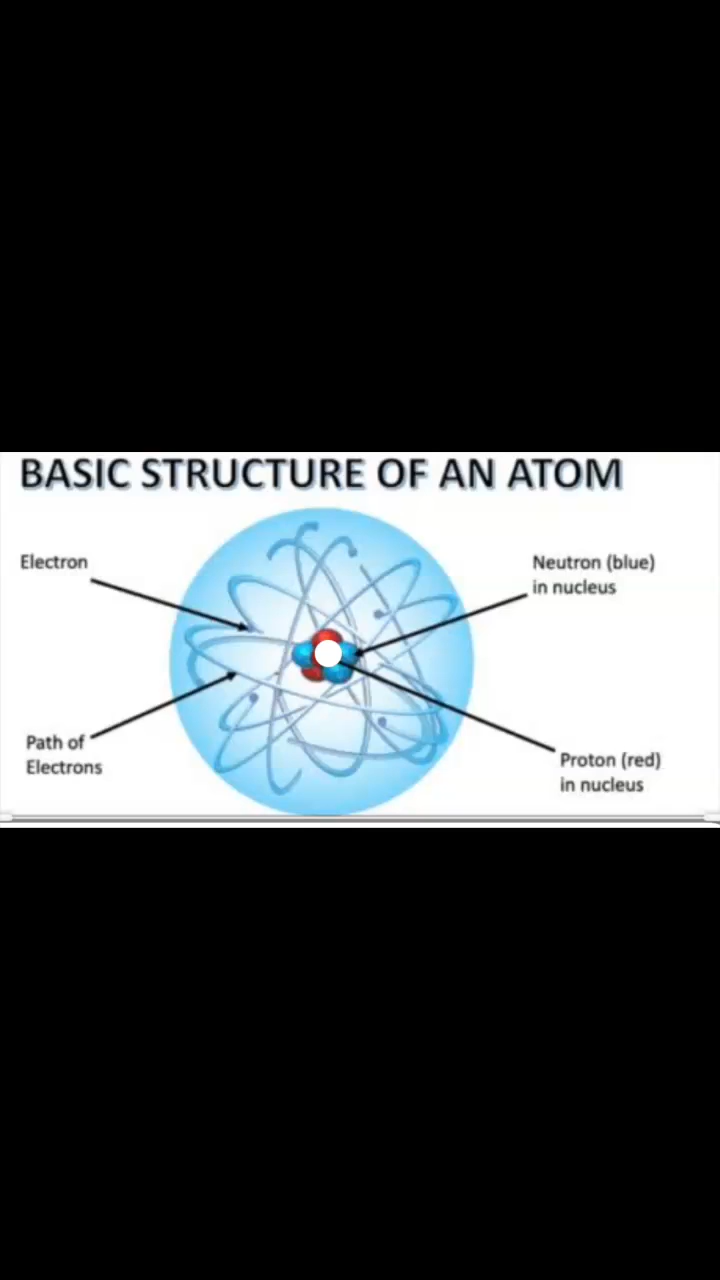 BASIC STRUCTURE OF AN ATOM
Electron
Neutron (blue)
in nucleus
Path of
Electrons
Proton (red)
in nucleus